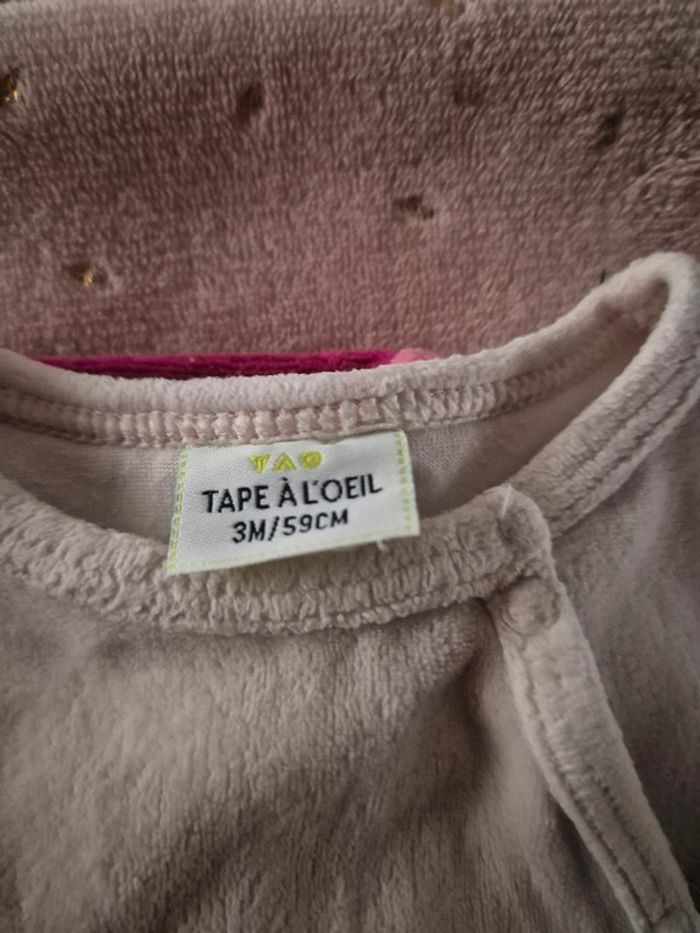 TAO
TAPE À L'OEIL
3M/59CM